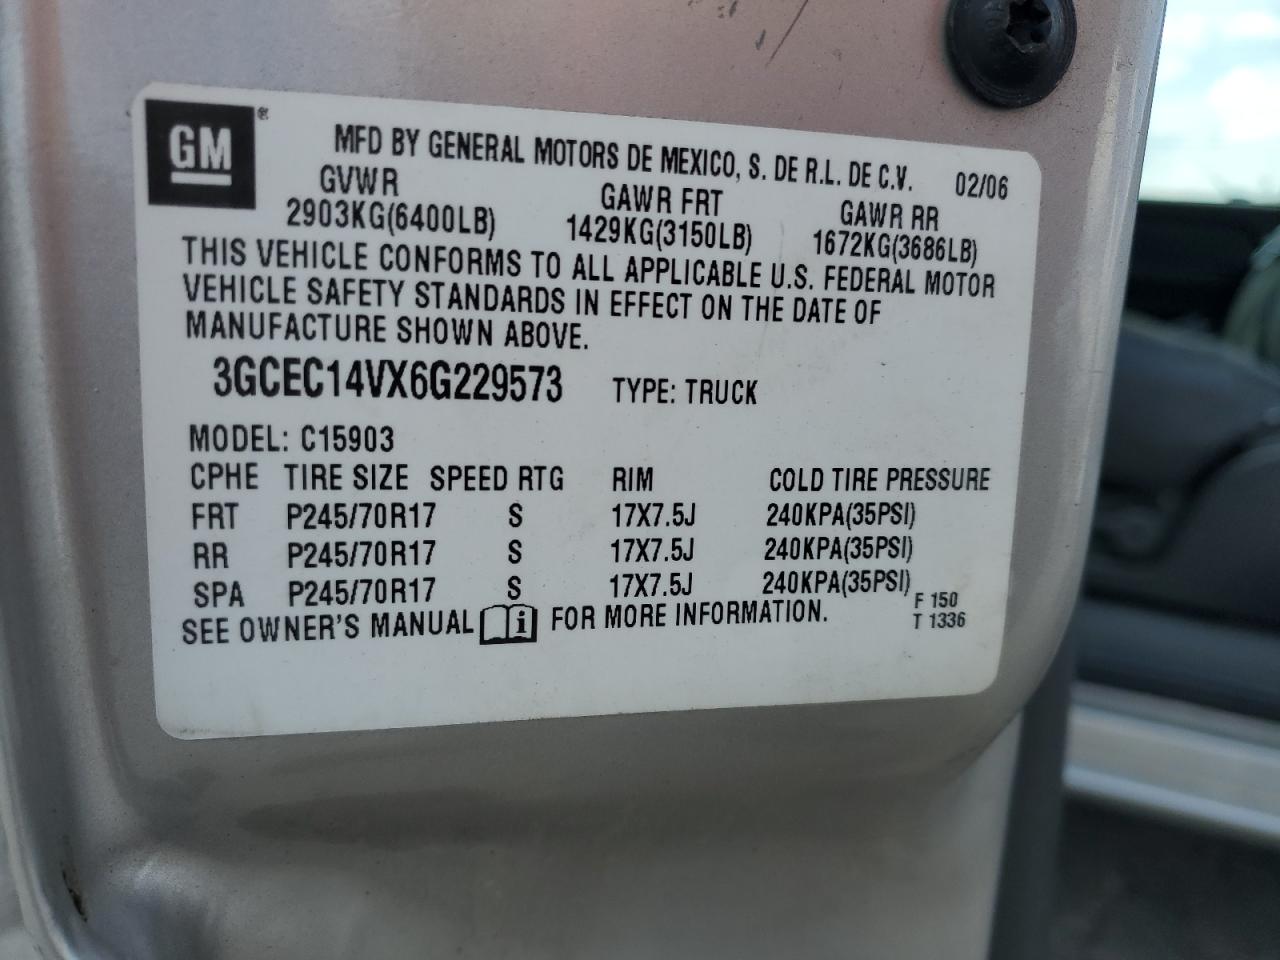 GM ®
MFD BY GENERAL MOTORS DE MEXICO, S. DE R.L. DE C.V. 02/06
GVWR GAWR FRT GAWR RR
2903KG(6400LB) 1429KG(3150LB) 1672KG(3686LB)
THIS VEHICLE CONFORMS TO ALL APPLICABLE U.S. FEDERAL MOTOR
VEHICLE SAFETY STANDARDS IN EFFECT ON THE DATE OF
MANUFACTURE SHOWN ABOVE.
3GCEC14VX6G229573 TYPE: TRUCK
MODEL: C15903
CPHE TIRE SIZE SPEED RTG RIM COLD TIRE PRESSURE
FRT P245/70R17 S 17X7.5J 240KPA(35PSI)
RR P245/70R17 S 17X7.5J 240KPA(35PSI)
SPA P245/70R17 S 17X7.5J 240KPA(35PSI)
SEE OWNER'S MANUAL i FOR MORE INFORMATION.
F 150
T 1336